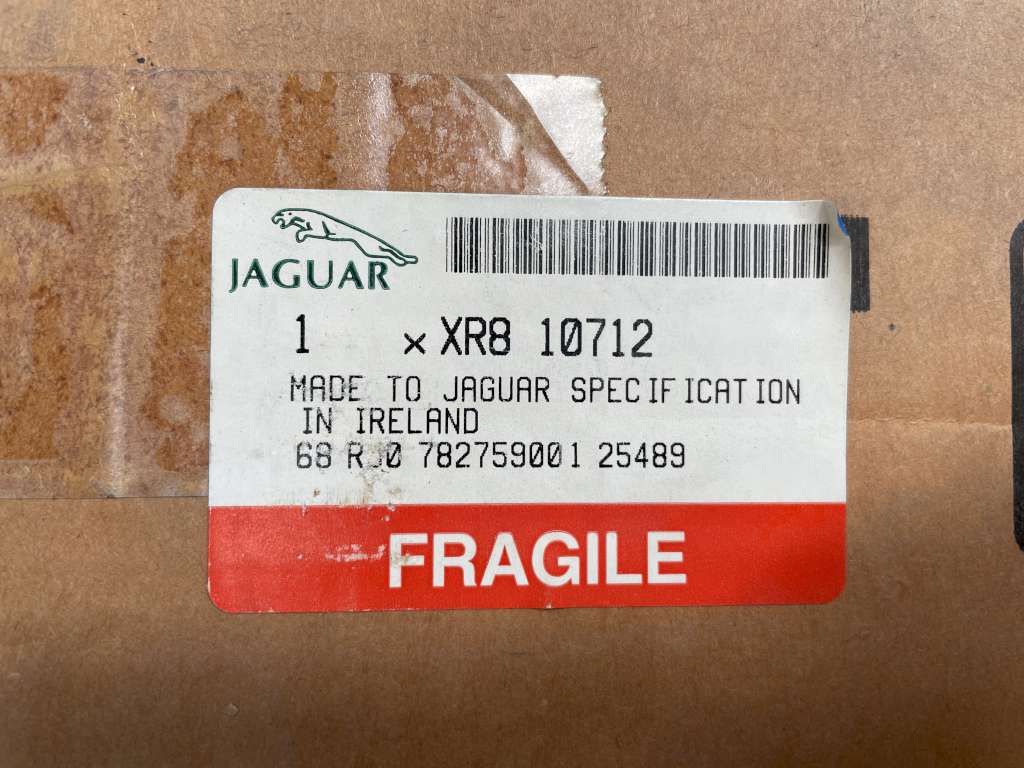 JAGUAR
1 x XR8 10712
MADE TO JAGUAR SPECIFICATION
IN IRELAND
68 782759001 25489
FRAGILE